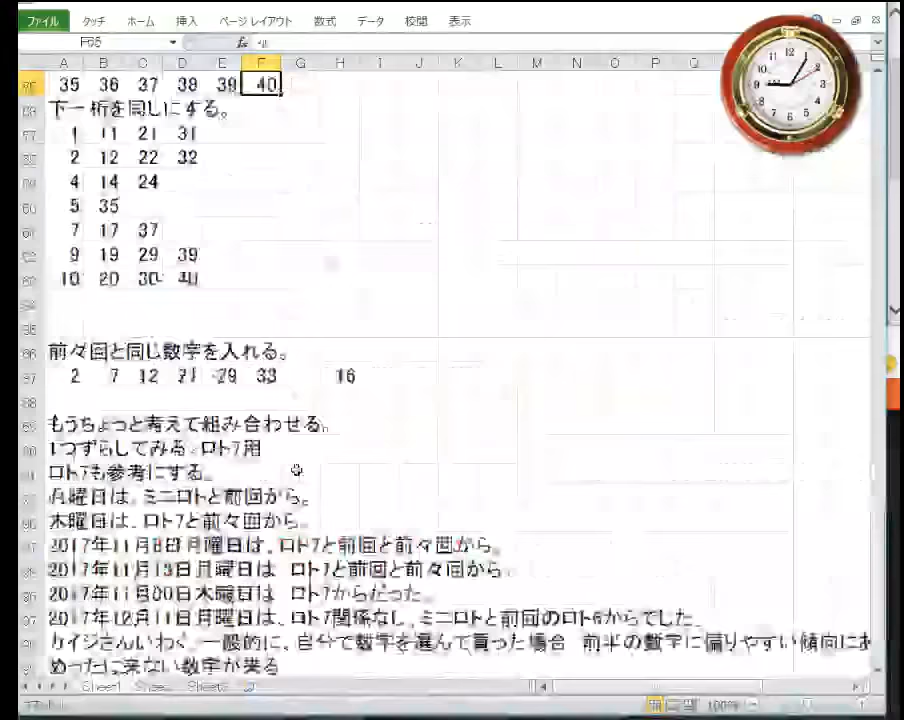 ファイル タッチ ホーム 挿入 ページ レイアウト 数式 データ 校閲 表示
fx 40
A B C D E F G H I J K L M N O P Q
35 36 37 38 39 40
下一桁を同じにする。
1 11 21 31
2 12 22 32
4 14 24
5 35
7 17 37
9 19 29 39
10 20 30 40
前々回と同じ数字を入れる。
2 7 12 21 29 33 16
もうちょっと考えて組み合わせる。
1つずらしてみる。ロト7用
ロト7も参考にする。
月曜日は、ミニロトと前回から。
木曜日は、ロト7と前々回から。
2017年11月 月曜日は、ロト7と前回と前々回から。
2017年11月13日月曜日は ロト7と前回と前々回から。
2017年11月 木曜日は ロト7からだった。
2017年12月11日月曜日は、ロト7関係なし、ミニロトと前回のロト6からでした。
ケイジさんいわく、一般的に、自分で数字を選んで買った場合 前半の数字に偏りやすい傾向にあ
めったに来ない数字が来る
Sheet1
100%
12 1 2 3 4 5 6 7 8 9 10 11